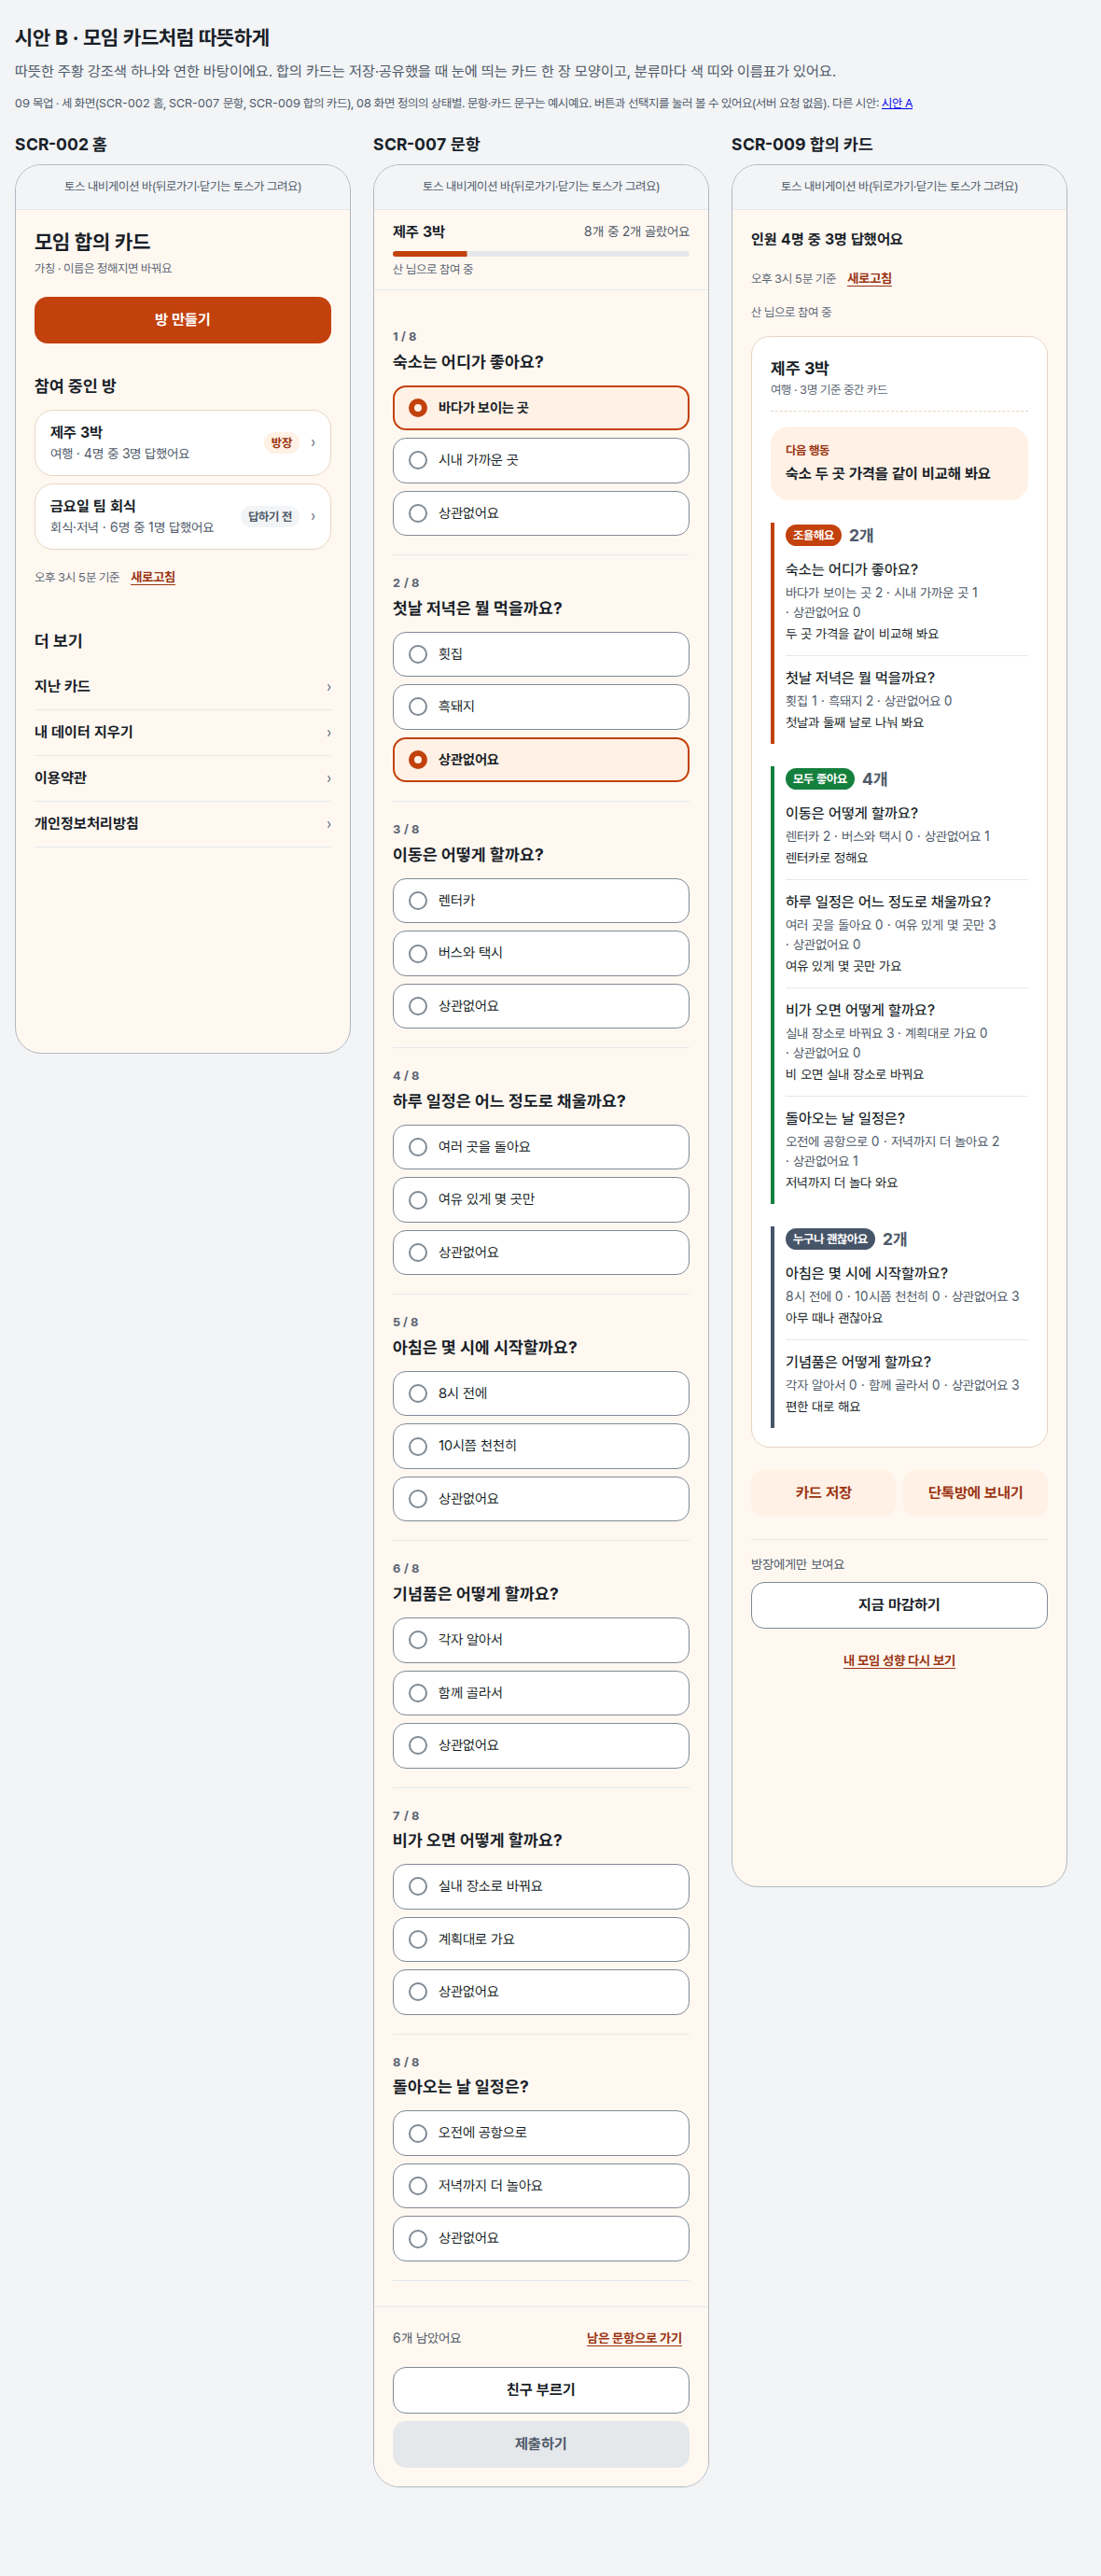 시안 B · 모임 카드처럼 따뜻하게
따뜻한 주황 강조색 하나와 연한 바탕이에요. 합의 카드는 저장·공유했을 때 눈에 띄는 카드 한 장 모양이고, 분류마다 색 띠와 이름표가 있어요.
09 목업 · 세 화면(SCR-002 홈, SCR-007 문항, SCR-009 합의 카드), 08 화면 정의의 상태별. 문항·카드 문구는 예시예요. 버튼과 선택지를 눌러 볼 수 있어요(서버 요청 없음). 다른 시안: 시안 A
SCR-002 홈
토스 내비게이션 바(뒤로가기·닫기는 토스가 그려요)
모임 합의 카드
가칭 · 이름은 정해지면 바꿔요
방 만들기
참여 중인 방
제주 3박
여행 · 4명 중 3명 답했어요
방장
›
금요일 팀 회식
회식·저녁 · 6명 중 1명 답했어요
답하기 전
›
오후 3시 5분 기준 새로고침
더 보기
지난 카드 ›
내 데이터 지우기 ›
이용약관 ›
개인정보처리방침 ›
SCR-007 문항
토스 내비게이션 바(뒤로가기·닫기는 토스가 그려요)
제주 3박 8개 중 2개 골랐어요
산 님으로 참여 중
1 / 8
숙소는 어디가 좋아요?
바다가 보이는 곳
시내 가까운 곳
상관없어요
2 / 8
첫날 저녁은 뭘 먹을까요?
횟집
흑돼지
상관없어요
3 / 8
이동은 어떻게 할까요?
렌터카
버스와 택시
상관없어요
4 / 8
하루 일정은 어느 정도로 채울까요?
여러 곳을 돌아요
여유 있게 몇 곳만
상관없어요
5 / 8
아침은 몇 시에 시작할까요?
8시 전에
10시쯤 천천히
상관없어요
6 / 8
기념품은 어떻게 할까요?
각자 알아서
함께 골라서
상관없어요
7 / 8
비가 오면 어떻게 할까요?
실내 장소로 바꿔요
계획대로 가요
상관없어요
8 / 8
돌아오는 날 일정은?
오전에 공항으로
저녁까지 더 놀아요
상관없어요
6개 남았어요 남은 문항으로 가기
친구 부르기
제출하기
SCR-009 합의 카드
토스 내비게이션 바(뒤로가기·닫기는 토스가 그려요)
인원 4명 중 3명 답했어요
오후 3시 5분 기준 새로고침
산 님으로 참여 중
제주 3박
여행 · 3명 기준 중간 카드
다음 행동
숙소 두 곳 가격을 같이 비교해 봐요
조율해요 2개
숙소는 어디가 좋아요?
바다가 보이는 곳 2 · 시내 가까운 곳 1
· 상관없어요 0
두 곳 가격을 같이 비교해 봐요
첫날 저녁은 뭘 먹을까요?
횟집 1 · 흑돼지 2 · 상관없어요 0
첫날과 둘째 날로 나눠 봐요
모두 좋아요 4개
이동은 어떻게 할까요?
렌터카 2 · 버스와 택시 0 · 상관없어요 1
렌터카로 정해요
하루 일정은 어느 정도로 채울까요?
여러 곳을 돌아요 0 · 여유 있게 몇 곳만 3
· 상관없어요 0
여유 있게 몇 곳만 가요
비가 오면 어떻게 할까요?
실내 장소로 바꿔요 3 · 계획대로 가요 0
· 상관없어요 0
비 오면 실내 장소로 바꿔요
돌아오는 날 일정은?
오전에 공항으로 0 · 저녁까지 더 놀아요 2
· 상관없어요 1
저녁까지 더 놀다 와요
누구나 괜찮아요 2개
아침은 몇 시에 시작할까요?
8시 전에 0 · 10시쯤 천천히 0 · 상관없어요 3
아무 때나 괜찮아요
기념품은 어떻게 할까요?
각자 알아서 0 · 함께 골라서 0 · 상관없어요 3
편한 대로 해요
카드 저장
단톡방에 보내기
방장에게만 보여요
지금 마감하기
내 모임 성향 다시 보기